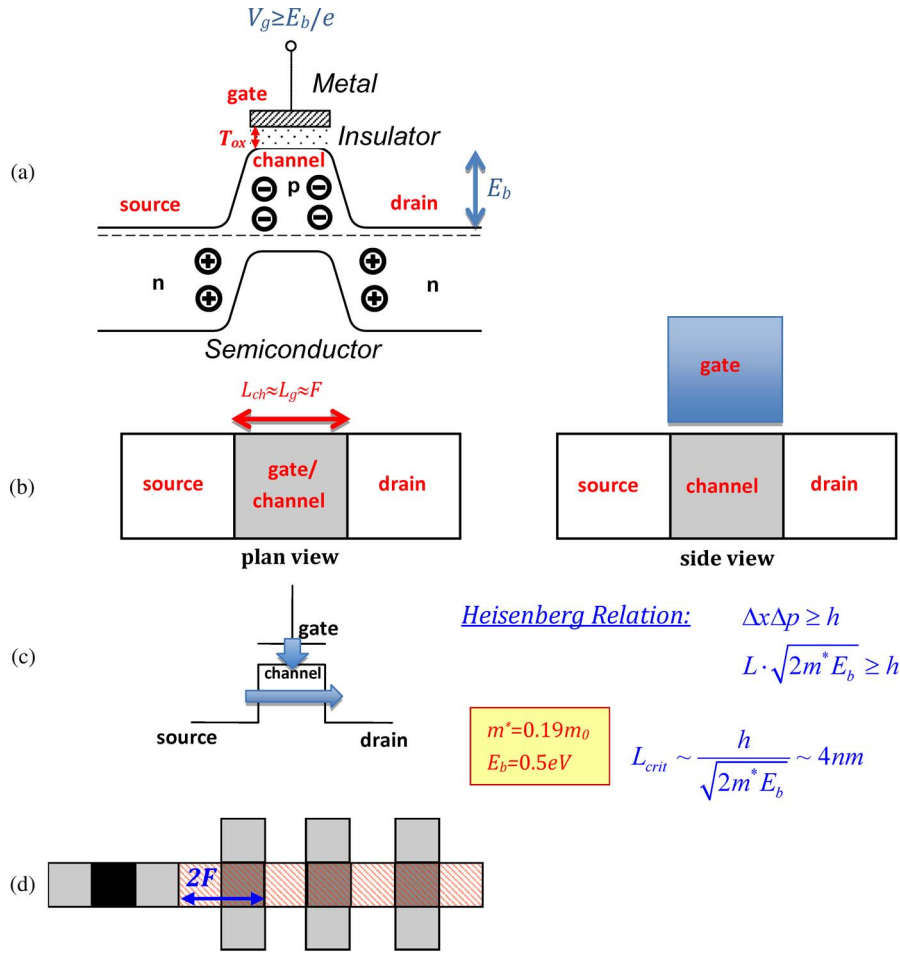 V_g≥E_b/e
Metal
gate
Insulator
T_ox
channel
(a)
p
⊖ ⊖
E_b
source
drain
⊖ ⊖
⊕ ⊕
n
n
⊕ ⊕
Semiconductor
gate
L_ch≈L_g≈F
(b)
source
gate/
channel
drain
source
channel
drain
plan view
side view
Heisenberg Relation:
ΔxΔp ≥ h
L·√(2m*E_b) ≥ h
(c)
gate
channel
source
drain
m*=0.19m_0
E_b=0.5eV
L_crit ~ h/√(2m*E_b) ~ 4nm
(d)
2F